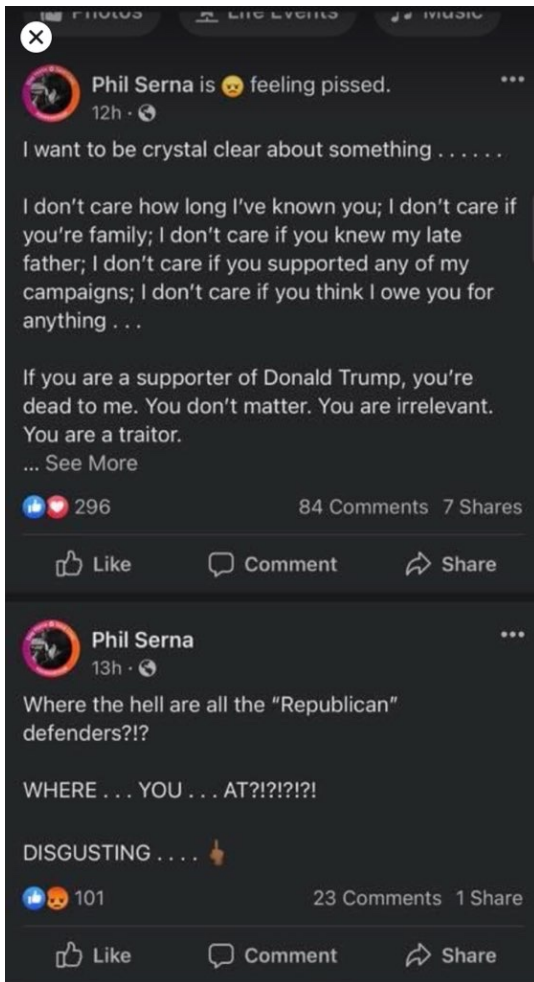 Photos Life Events Music
Phil Serna is feeling pissed.
12h ·
I want to be crystal clear about something . . . . . .
I don't care how long I've known you; I don't care if
you're family; I don't care if you knew my late
father; I don't care if you supported any of my
campaigns; I don't care if you think I owe you for
anything . . .
If you are a supporter of Donald Trump, you're
dead to me. You don't matter. You are irrelevant.
You are a traitor.
... See More
296 84 Comments 7 Shares
Like Comment Share
Phil Serna
13h ·
Where the hell are all the “Republican”
defenders?!?
WHERE . . . YOU . . . AT?!?!?!?!
DISGUSTING . . . .🖕🏾
101 23 Comments 1 Share
Like Comment Share